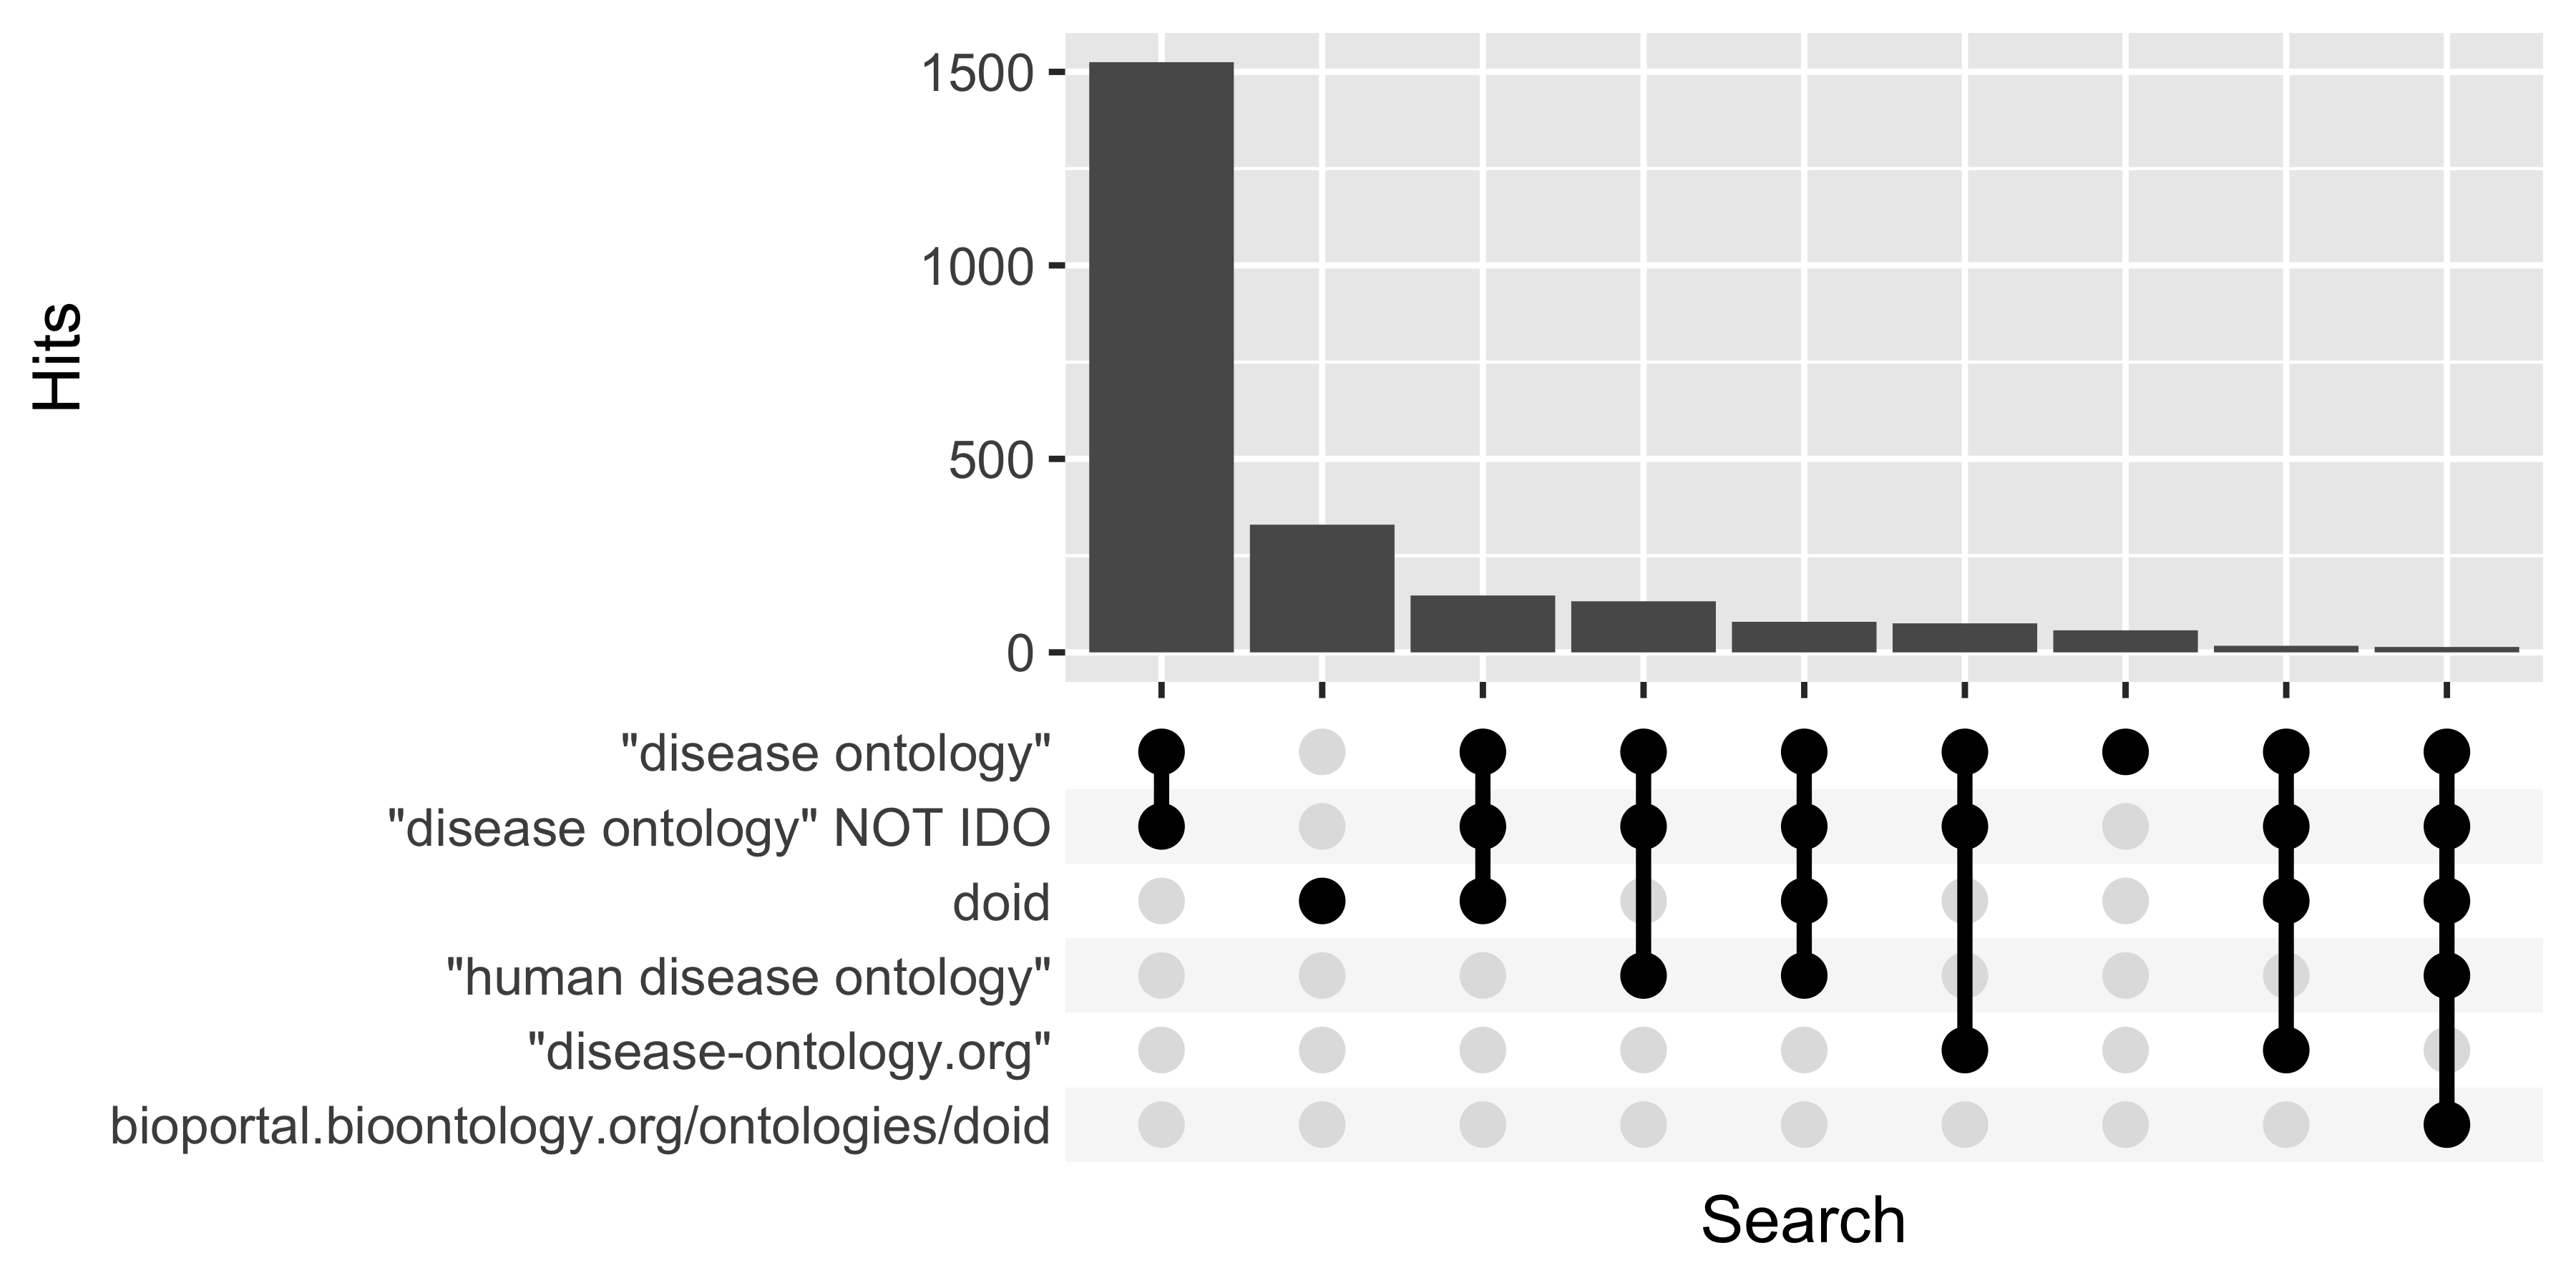 Hits
1500
1000
500
0
"disease ontology"
"disease ontology" NOT IDO
doid
"human disease ontology"
"disease-ontology.org"
bioportal.bioontology.org/ontologies/doid
Search